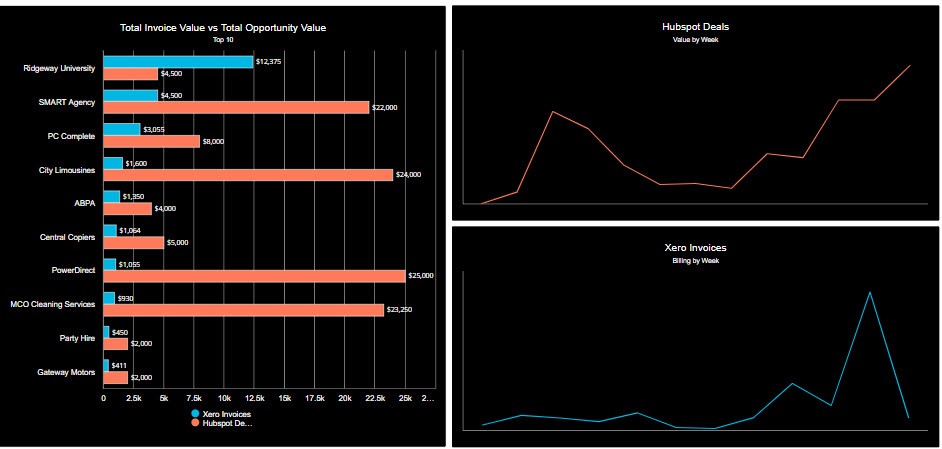 Total Invoice Value vs Total Opportunity Value
Top 10
Ridgeway University
$12,375
$4,500
SMART Agency
$4,500
$22,000
PC Complete
$3,055
$8,000
City Limousines
$1,600
$24,000
ABPA
$1,350
$4,000
Central Copiers
$1,064
$5,000
PowerDirect
$1,055
$25,000
MCO Cleaning Services
$930
$23,250
Party Hire
$450
$2,000
Gateway Motors
$411
$2,000
0 2.5k 5k 7.5k 10k 12.5k 15k 17.5k 20k 22.5k 25k 2...
Xero Invoices
Hubspot De...
Hubspot Deals
Value by Week
Xero Invoices
Billing by Week